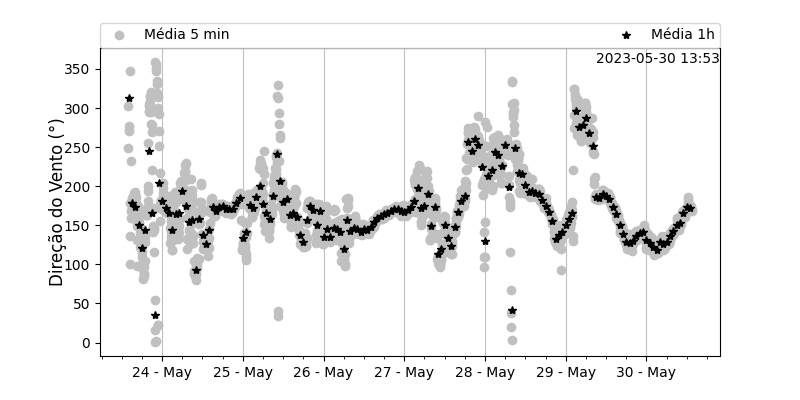 Média 5 min
Média 1h
2023-05-30 13:53
Direção do Vento (°)
350
300
250
200
150
100
50
0
24 - May
25 - May
26 - May
27 - May
28 - May
29 - May
30 - May